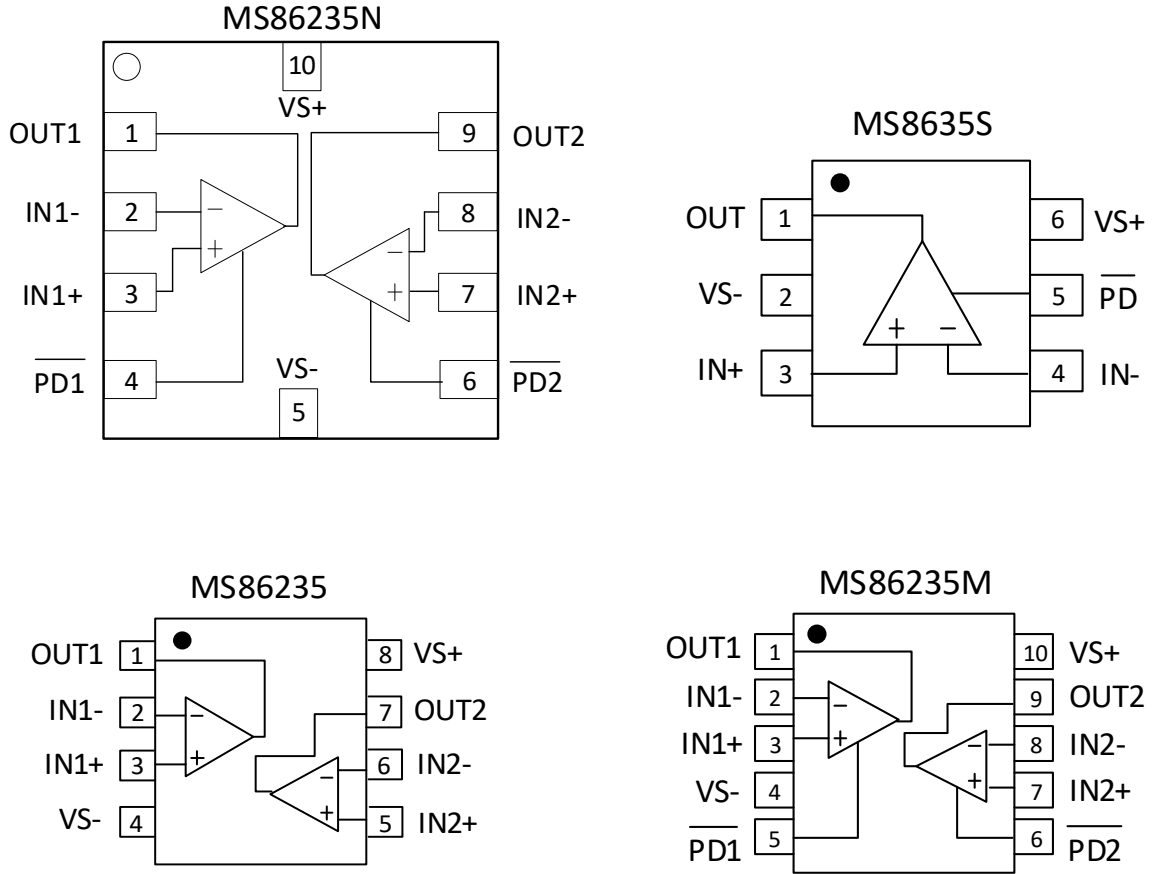 MS86235N
10
VS+
OUT1 1 9 OUT2
IN1- 2 − − 8 IN2-
IN1+ 3 + + 7 IN2+
PD1 4 VS- 6 PD2
5
MS8635S
OUT 1 6 VS+
VS- 2 5 PD
IN+ 3 + − 4 IN-
MS86235
OUT1 1 8 VS+
IN1- 2 − 7 OUT2
IN1+ 3 + − 6 IN2-
VS- 4 + 5 IN2+
MS86235M
OUT1 1 10 VS+
IN1- 2 − 9 OUT2
IN1+ 3 + − 8 IN2-
VS- 4 + 7 IN2+
PD1 5 6 PD2